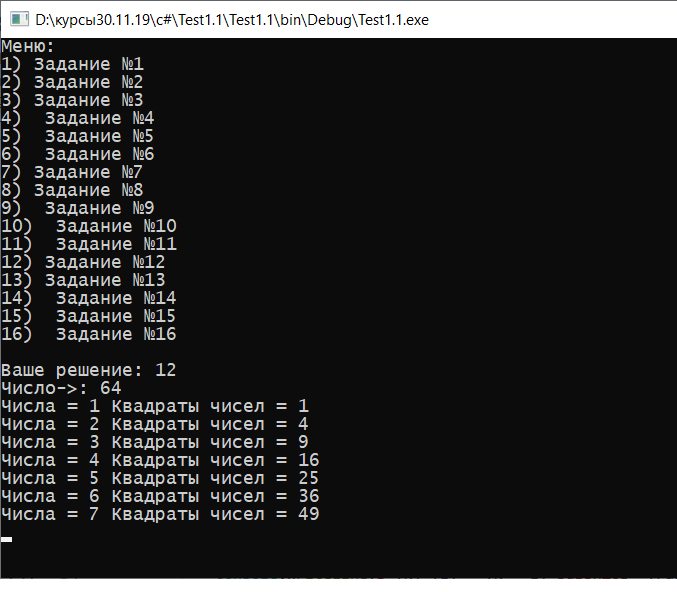 D:\курсы30.11.19\c#\Test1.1\Test1.1\bin\Debug\Test1.1.exe
Меню:
1) Задание №1
2) Задание №2
3) Задание №3
4)  Задание №4
5)  Задание №5
6)  Задание №6
7) Задание №7
8) Задание №8
9)  Задание №9
10)  Задание №10
11)  Задание №11
12) Задание №12
13) Задание №13
14)  Задание №14
15)  Задание №15
16)  Задание №16
Ваше решение: 12
Число->: 64
Числа = 1 Квадраты чисел = 1
Числа = 2 Квадраты чисел = 4
Числа = 3 Квадраты чисел = 9
Числа = 4 Квадраты чисел = 16
Числа = 5 Квадраты чисел = 25
Числа = 6 Квадраты чисел = 36
Числа = 7 Квадраты чисел = 49